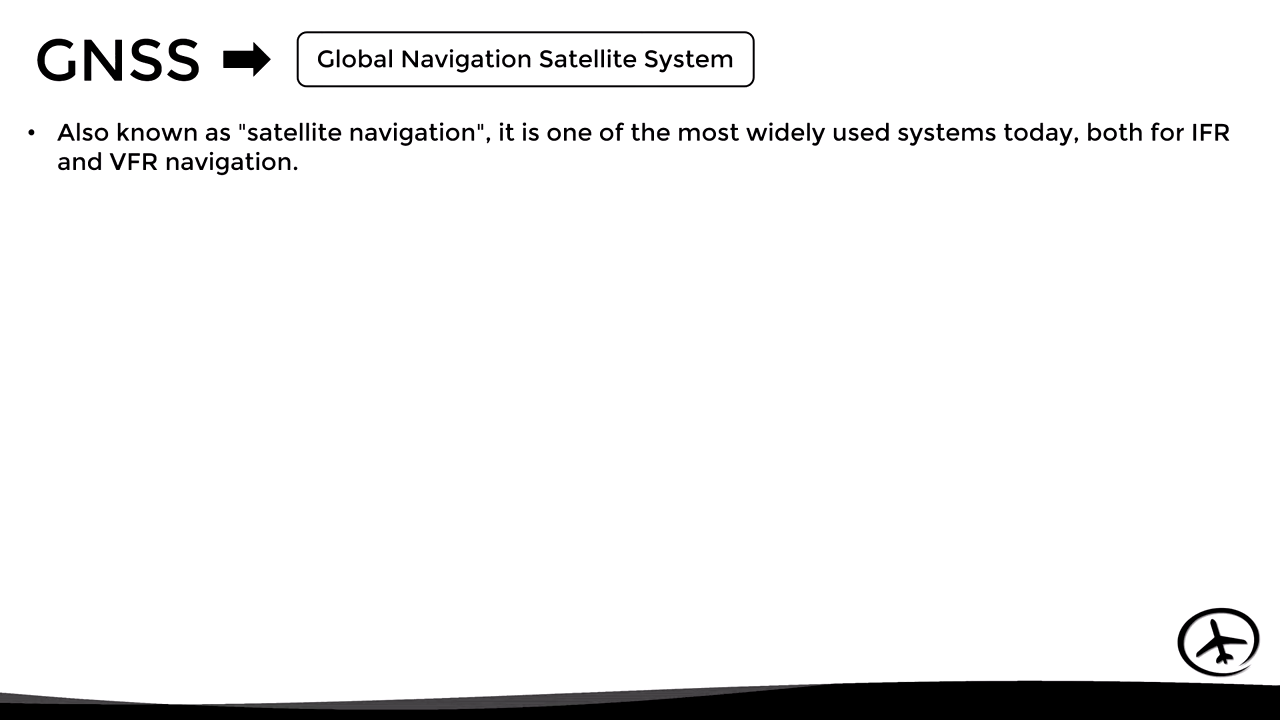 GNSS Global Navigation Satellite System
• Also known as "satellite navigation", it is one of the most widely used systems today, both for IFR
and VFR navigation.